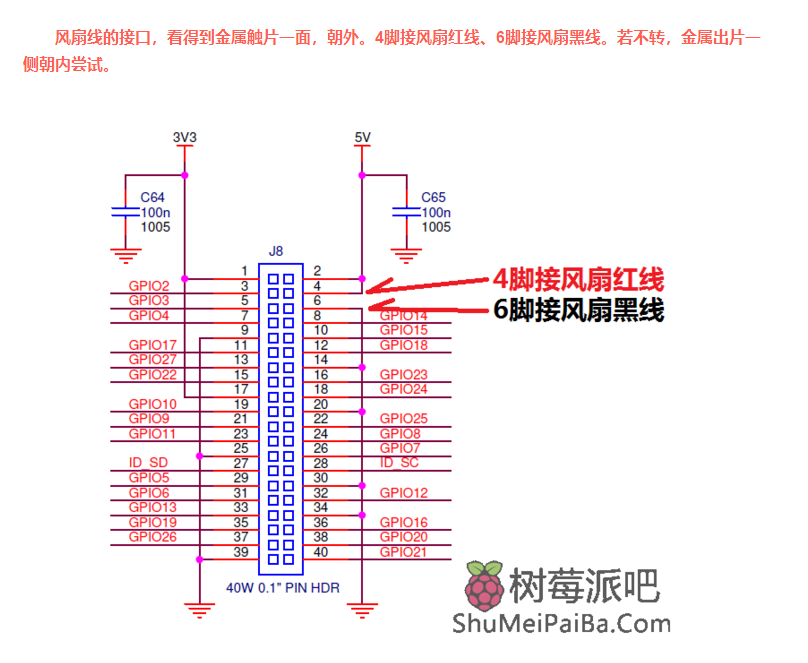 风扇线的接口，看得到金属触片一面，朝外。4脚接风扇红线、6脚接风扇黑线。若不转，金属出片一
侧朝内尝试。
3V3 5V
C64 C65
100n 100n
1005 1005
J8
1 2
GPIO2 3 4 4脚接风扇红线
GPIO3 5 6 6脚接风扇黑线
GPIO4 7 8 GPIO14
9 10 GPIO15
GPIO17 11 12 GPIO18
GPIO27 13 14
GPIO22 15 16 GPIO23
17 18 GPIO24
GPIO10 19 20
GPIO9 21 22 GPIO25
GPIO11 23 24 GPIO8
25 26 GPIO7
ID_SD 27 28 ID_SC
GPIO5 29 30
GPIO6 31 32 GPIO12
GPIO13 33 34
GPIO19 35 36 GPIO16
GPIO26 37 38 GPIO20
39 40 GPIO21
40W 0.1" PIN HDR
树莓派吧
ShuMeiPaiBa.Com